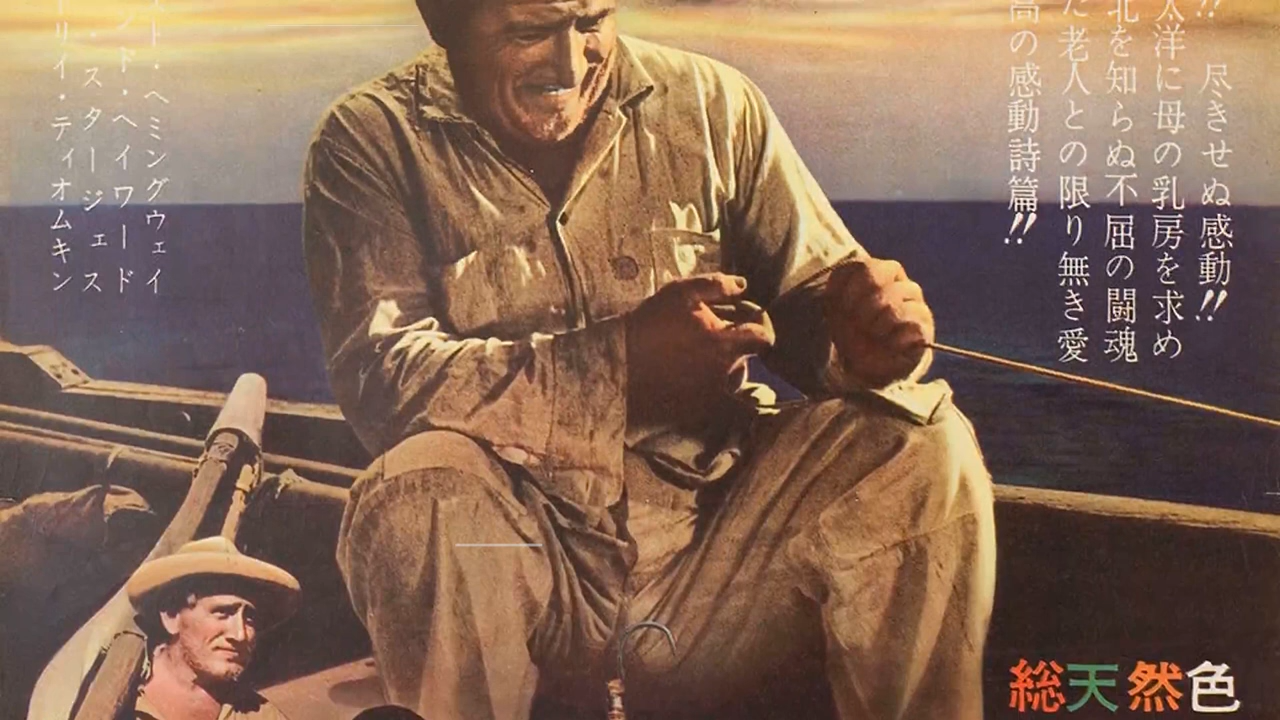 !! 尽きせぬ感動!!
太洋に母の乳房を求め
北を知らぬ不屈の闘魂
た老人との限り無き愛
高の感動詩篇!!
ト・ヘミングウェイ
ンド・ヘイワード
・スタージェス
リイ・ティオムキン
総天然色